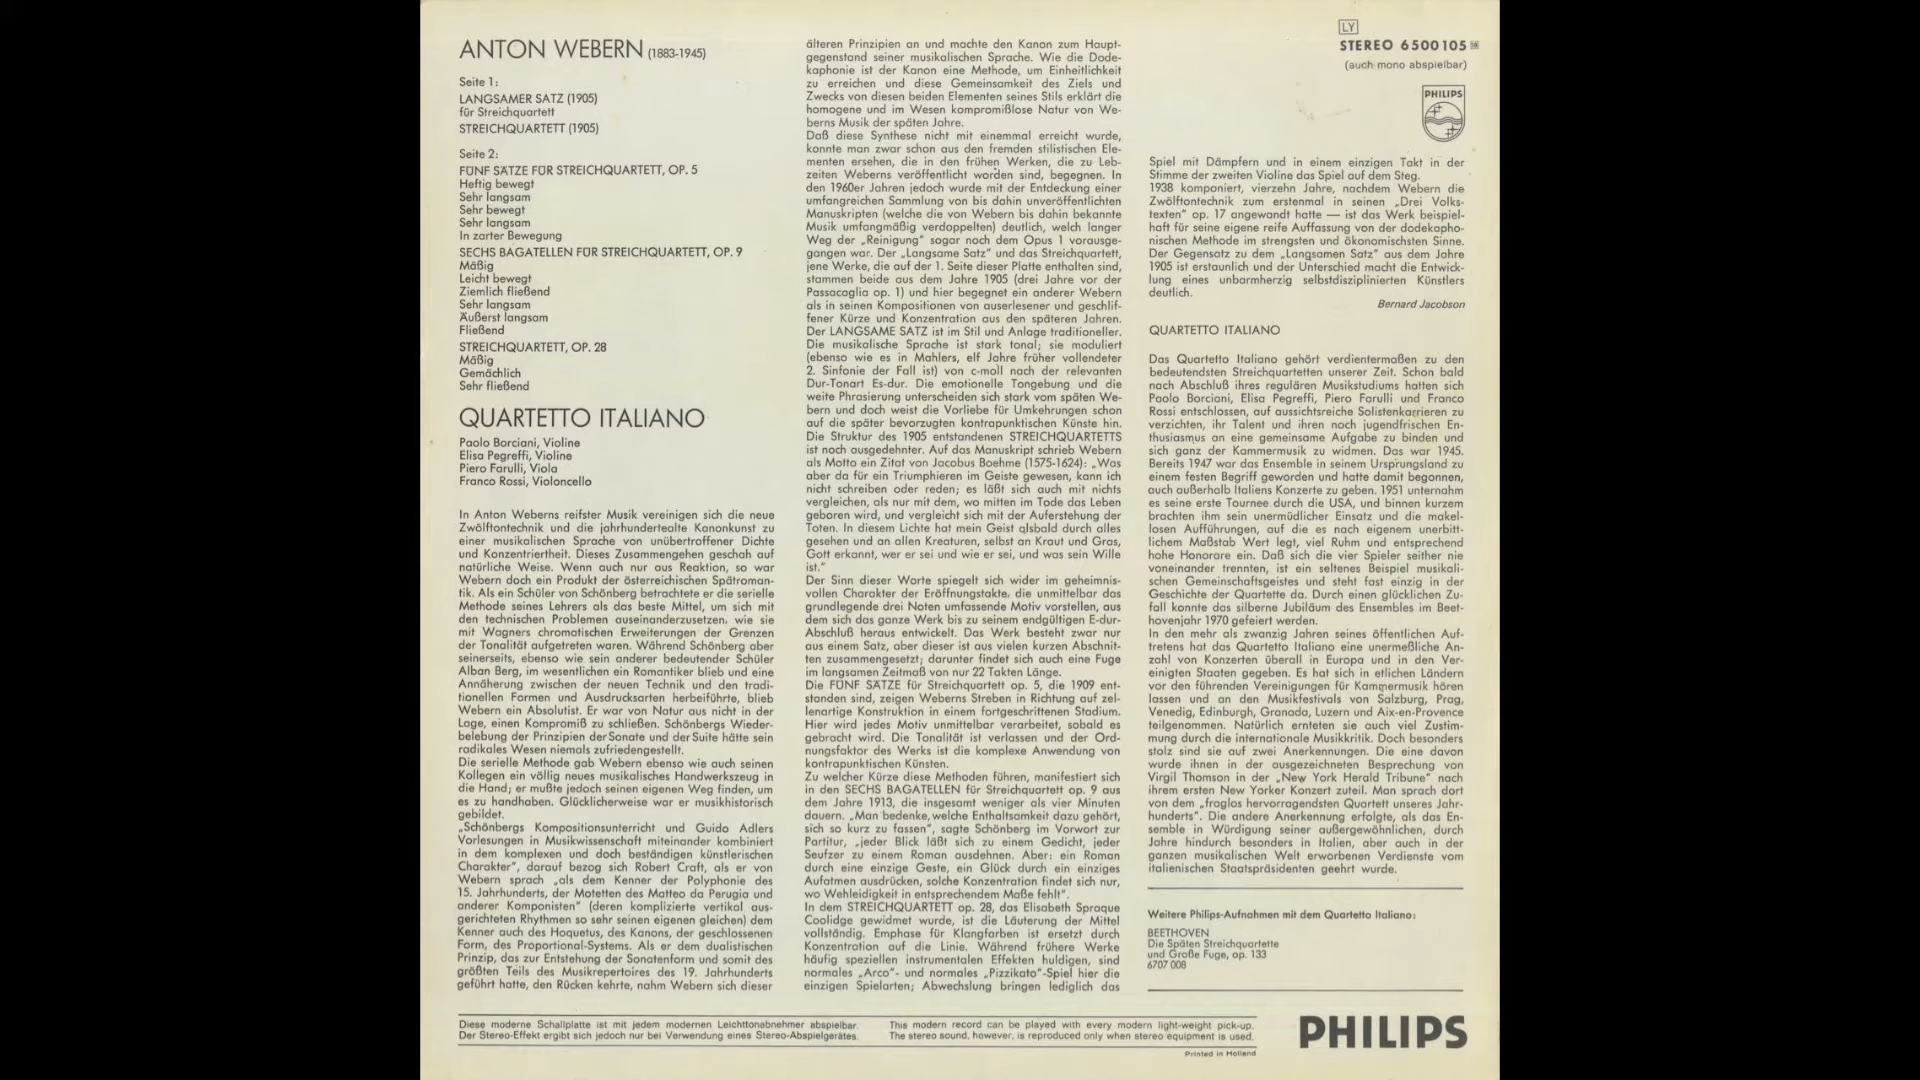 ANTON WEBERN (1883-1945)
Seite 1:
LANGSAMER SATZ (1905)
für Streichquartett
STREICHQUARTETT (1905)
Seite 2:
FÜNF SÄTZE FÜR STREICHQUARTETT, OP. 5
Heftig bewegt
Sehr langsam
Sehr bewegt
Sehr langsam
In zarter Bewegung
SECHS BAGATELLEN FÜR STREICHQUARTETT, OP. 9
Mäßig
Leicht bewegt
Ziemlich fließend
Sehr langsam
Äußerst langsam
Fließend
STREICHQUARTETT, OP. 28
Mäßig
Gemächlich
Sehr fließend
QUARTETTO ITALIANO
Paolo Borciani, Violine
Elisa Pegreffi, Violine
Piero Farulli, Viola
Franco Rossi, Violoncello
In Anton Weberns reifster Musik vereinigen sich die neue
Zwölftontechnik und die jahrhundertealte Kanonkunst zu
einer musikalischen Sprache von unübertroffener Dichte
und Konzentriertheit. Dieses Zusammengehen geschah auf
natürliche Weise. Wenn auch nur aus Reaktion, so war
Webern doch ein Produkt der österreichischen Spätroman-
tik. Als ein Schüler von Schönberg betrachtete er die serielle
Methode seines Lehrers als das beste Mittel, um sich mit
den technischen Problemen auseinanderzusetzen, wie sie
mit Wagners chromatischen Erweiterungen der Grenzen
der Tonalität aufgetreten waren. Während Schönberg aber
seinerseits, ebenso wie sein anderer bedeutender Schüler
Alban Berg, im wesentlichen ein Romantiker blieb und eine
Annäherung zwischen der neuen Technik und den tradi-
tionellen Formen und Ausdrucksarten herbeiführte, blieb
Webern ein Absolutist. Er war von Natur aus nicht in der
Lage, einen Kompromiß zu schließen. Schönbergs Wieder-
belebung der Prinzipien der Sonate und der Suite hätte sein
radikales Wesen niemals zufriedengestellt.
Die serielle Methode gab Webern ebenso wie auch seinen
Kollegen ein völlig neues musikalisches Handwerkszeug in
die Hand; er mußte jedoch seinen eigenen Weg finden, um
es zu handhaben. Glücklicherweise war er musikhistorisch
gebildet.
„Schönbergs Kompositionsunterricht und Guido Adlers
Vorlesungen in Musikwissenschaft miteinander kombiniert
in dem komplexen und doch beständigen künstlerischen
Charakter", darauf bezog sich Robert Craft, als er von
Webern sprach „als dem Kenner der Polyphonie des
15. Jahrhunderts, der Motetten des Matteo da Perugia und
anderer Komponisten" (deren komplizierte vertikal aus-
gerichteten Rhythmen so sehr seinen eigenen gleichen) dem
Kenner auch des Hoquetus, des Kanons, der geschlossenen
Form, des Proportional-Systems. Als er dem dualistischen
Prinzip, das zur Entstehung der Sonatenform und somit des
größten Teils des Musikrepertoires des 19. Jahrhunderts
geführt hatte, den Rücken kehrte, nahm Webern sich dieser
älteren Prinzipien an und machte den Kanon zum Haupt-
gegenstand seiner musikalischen Sprache. Wie die Dode-
kaphonie ist der Kanon eine Methode, um Einheitlichkeit
zu erreichen und diese Gemeinsamkeit des Ziels und
Zwecks von diesen beiden Elementen seines Stils erklärt die
homogene und im Wesen kompromißlose Natur von We-
berns Musik der späten Jahre.
Daß diese Synthese nicht mit einemmal erreicht wurde,
konnte man zwar schon aus den fremden stilistischen Ele-
menten ersehen, die in den frühen Werken, die zu Leb-
zeiten Weberns veröffentlicht worden sind, begegnen. In
den 1960er Jahren jedoch wurde mit der Entdeckung einer
umfangreichen Sammlung von bis dahin unveröffentlichten
Manuskripten (welche die von Webern bis dahin bekannte
Musik umfangmäßig verdoppelten) deutlich, welch langer
Weg der „Reinigung" sogar noch dem Opus 1 vorausge-
gangen war. Der „Langsame Satz" und das Streichquartett,
jene Werke, die auf der 1. Seite dieser Platte enthalten sind,
stammen beide aus dem Jahre 1905 (drei Jahre vor der
Passacaglia op. 1) und hier begegnet ein anderer Webern
als in seinen Kompositionen von auserlesener und geschlif-
fener Kürze und Konzentration aus den späteren Jahren.
Der LANGSAME SATZ ist im Stil und Anlage traditioneller.
Die musikalische Sprache ist stark tonal; sie moduliert
(ebenso wie es in Mahlers, elf Jahre früher vollendeter
2. Sinfonie der Fall ist) von c-moll nach der relevanten
Dur-Tonart Es-dur. Die emotionelle Tongebung und die
weite Phrasierung unterscheiden sich stark vom späten We-
bern und doch weist die Vorliebe für Umkehrungen schon
auf die später bevorzugten kontrapunktischen Künste hin.
Die Struktur des 1905 entstandenen STREICHQUARTETTS
ist noch ausgedehnter. Auf das Manuskript schrieb Webern
als Motto ein Zitat von Jacobus Boehme (1575-1624): „Was
aber da für ein Triumphieren im Geiste gewesen, kann ich
nicht schreiben oder reden; es läßt sich auch mit nichts
vergleichen, als nur mit dem, wo mitten im Tode das Leben
geboren wird, und vergleicht sich mit der Auferstehung der
Toten. In diesem Lichte hat mein Geist alsbald durch alles
gesehen und an allen Kreaturen, selbst an Kraut und Gras,
Gott erkannt, wer er sei und wie er sei, und was sein Wille
ist."
Der Sinn dieser Worte spiegelt sich wider im geheimnis-
vollen Charakter der Eröffnungstakte, die unmittelbar das
grundlegende drei Noten umfassende Motiv vorstellen, aus
dem sich das ganze Werk bis zu seinem endgültigen E-dur-
Abschluß heraus entwickelt. Das Werk besteht zwar nur
aus einem Satz, aber dieser ist aus vielen kurzen Abschnit-
ten zusammengesetzt; darunter findet sich auch eine Fuge
im langsamen Zeitmaß von nur 22 Takten Länge.
Die FÜNF SÄTZE für Streichquartett op. 5, die 1909 ent-
standen sind, zeigen Weberns Streben in Richtung auf zel-
lenartige Konstruktion in einem fortgeschrittenen Stadium.
Hier wird jedes Motiv unmittelbar verarbeitet, sobald es
gebracht wird. Die Tonalität ist verlassen und der Ord-
nungsfaktor des Werks ist die komplexe Anwendung von
kontrapunktischen Künsten.
Zu welcher Kürze diese Methoden führen, manifestiert sich
in den SECHS BAGATELLEN für Streichquartett op. 9 aus
dem Jahre 1913, die insgesamt weniger als vier Minuten
dauern. „Man bedenke, welche Enthaltsamkeit dazu gehört,
sich so kurz zu fassen", sagte Schönberg im Vorwort zur
Partitur, „jeder Blick läßt sich zu einem Gedicht, jeder
Seufzer zu einem Roman ausdehnen. Aber: ein Roman
durch eine einzige Geste, ein Glück durch ein einziges
Aufatmen ausdrücken, solche Konzentration findet sich nur,
wo Wehleidigkeit in entsprechendem Maße fehlt".
In dem STREICHQUARTETT op. 28, das Elisabeth Sprague
Coolidge gewidmet wurde, ist die Läuterung der Mittel
vollständig. Emphase für Klangfarben ist ersetzt durch
Konzentration auf die Linie. Während frühere Werke
häufig speziellen instrumentalen Effekten huldigen, sind
normales „Arco"- und normales „Pizzikato"-Spiel hier die
einzigen Spielarten; Abwechslung bringen lediglich das
LY
STEREO 6500105
(auch mono abspielbar)
PHILIPS
Spiel mit Dämpfern und in einem einzigen Takt in der
Stimme der zweiten Violine das Spiel auf dem Steg.
1938 komponiert, vierzehn Jahre, nachdem Webern die
Zwölftontechnik zum erstenmal in seinen „Drei Volks-
texten" op. 17 angewandt hatte — ist das Werk beispiel-
haft für seine eigene reife Auffassung von der dodekapho-
nischen Methode im strengsten und ökonomischsten Sinne.
Der Gegensatz zu dem „Langsamen Satz" aus dem Jahre
1905 ist erstaunlich und der Unterschied macht die Entwick-
lung eines unbarmherzig selbstdisziplinierten Künstlers
deutlich.
Bernard Jacobson
QUARTETTO ITALIANO
Das Quartetto Italiano gehört verdientermaßen zu den
bedeutendsten Streichquartetten unserer Zeit. Schon bald
nach Abschluß ihres regulären Musikstudiums hatten sich
Paolo Borciani, Elisa Pegreffi, Piero Farulli und Franco
Rossi entschlossen, auf aussichtsreiche Solistenkarrieren zu
verzichten, ihr Talent und ihren noch jugendfrischen En-
thusiasmus an eine gemeinsame Aufgabe zu binden und
sich ganz der Kammermusik zu widmen. Das war 1945.
Bereits 1947 war das Ensemble in seinem Ursprungsland zu
einem festen Begriff geworden und hatte damit begonnen,
auch außerhalb Italiens Konzerte zu geben. 1951 unternahm
es seine erste Tournee durch die USA, und binnen kurzem
brachten ihm sein unermüdlicher Einsatz und die makel-
losen Aufführungen, auf die es nach eigenem unerbitt-
lichem Maßstab Wert legt, viel Ruhm und entsprechend
hohe Honorare ein. Daß sich die vier Spieler seither nie
voneinander trennten, ist ein seltenes Beispiel musikali-
schen Gemeinschaftsgeistes und steht fast einzig in der
Geschichte der Quartette da. Durch einen glücklichen Zu-
fall konnte das silberne Jubiläum des Ensembles im Beet-
hovenjahr 1970 gefeiert werden.
In den mehr als zwanzig Jahren seines öffentlichen Auf-
tretens hat das Quartetto Italiano eine unermeßliche An-
zahl von Konzerten überall in Europa und in den Ver-
einigten Staaten gegeben. Es hat sich in etlichen Ländern
vor den führenden Vereinigungen für Kammermusik hören
lassen und an den Musikfestivals von Salzburg, Prag,
Venedig, Edinburgh, Granada, Luzern und Aix-en-Provence
teilgenommen. Natürlich ernteten sie auch viel Zustim-
mung durch die internationale Musikkritik. Doch besonders
stolz sind sie auf zwei Anerkennungen. Die eine davon
wurde ihnen in der ausgezeichneten Besprechung von
Virgil Thomson in der „New York Herald Tribune" nach
ihrem ersten New Yorker Konzert zuteil. Man sprach dort
von dem „fraglos hervorragendsten Quartett unseres Jahr-
hunderts". Die andere Anerkennung erfolgte, als das En-
semble in Würdigung seiner außergewöhnlichen, durch
Jahre hindurch besonders in Italien, aber auch in der
ganzen musikalischen Welt erworbenen Verdienste vom
italienischen Staatspräsidenten geehrt wurde.
Weitere Philips-Aufnahmen mit dem Quartetto Italiano:
BEETHOVEN
Die Späten Streichquartette
und Große Fuge, op. 133
6707 008
Diese moderne Schallplatte ist mit jedem modernen Leichttonabnehmer abspielbar.
Der Stereo-Effekt ergibt sich jedoch nur bei Verwendung eines Stereo-Abspielgerätes.
This modern record can be played with every modern light-weight pick-up.
The stereo sound, however, is reproduced only when stereo equipment is used.
Printed in Holland
PHILIPS